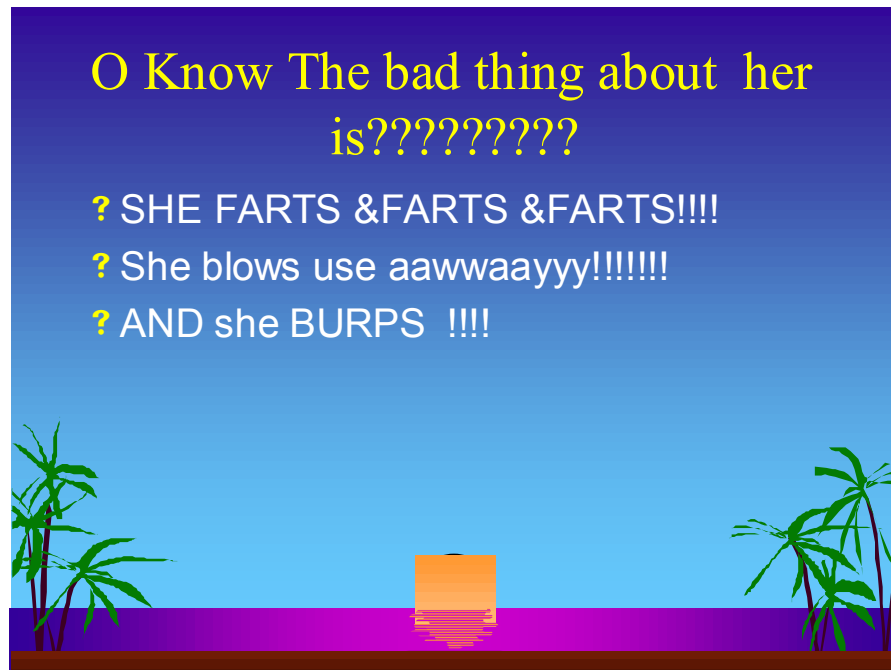 O Know The bad thing about  her
is?????????
? SHE FARTS &FARTS &FARTS!!!!
? She blows use aawwaayyy!!!!!!!
? AND she BURPS  !!!!